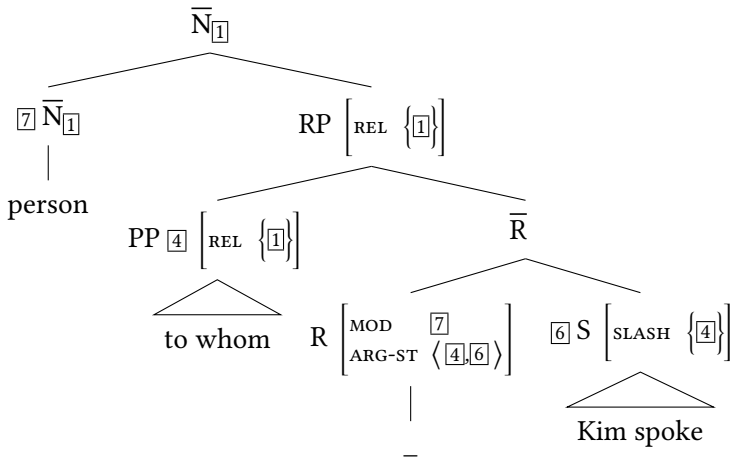 N̅[1]
[7] N̅[1]
RP [REL {[1]}]
person
PP [4] [REL {[1]}]
R̅
to whom
R [MOD [7]
ARG-ST ⟨[4],[6]⟩]
[6] S [SLASH {[4]}]
Kim spoke
_